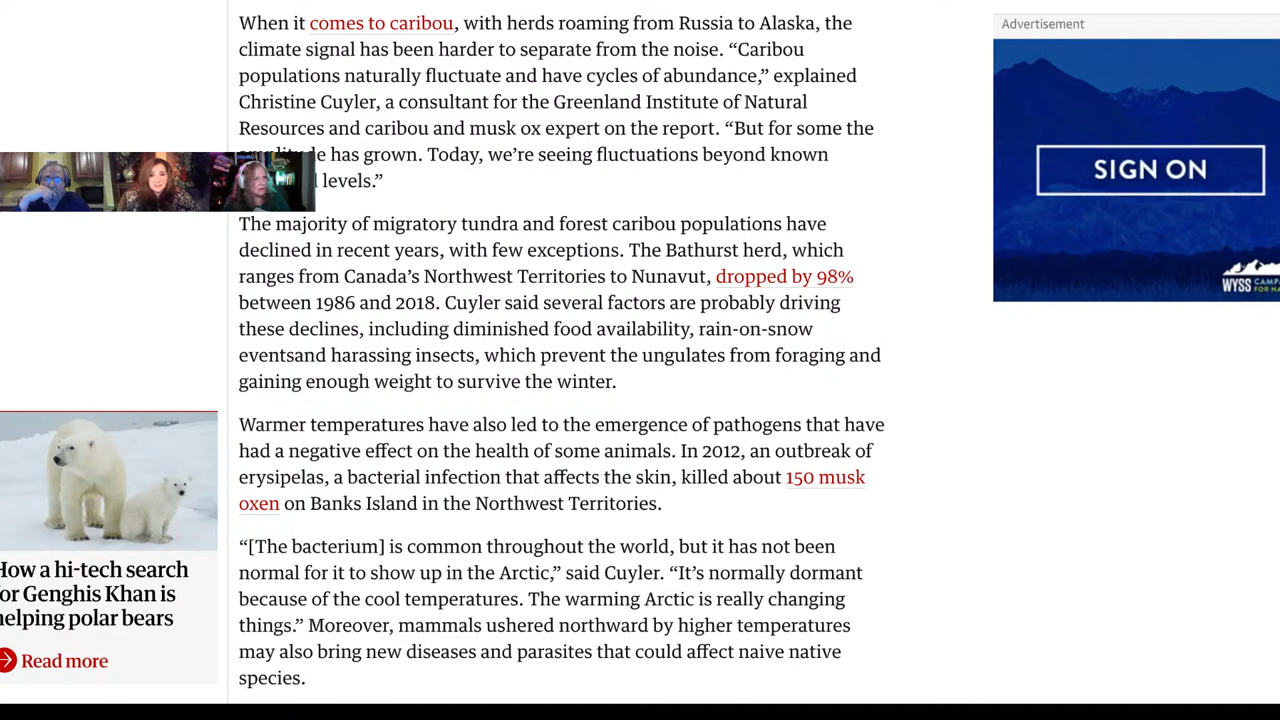 When it comes to caribou, with herds roaming from Russia to Alaska, the
climate signal has been harder to separate from the noise. “Caribou
populations naturally fluctuate and have cycles of abundance,” explained
Christine Cuyler, a consultant for the Greenland Institute of Natural
Resources and caribou and musk ox expert on the report. “But for some the
has grown. Today, we’re seeing fluctuations beyond known
levels.”
The majority of migratory tundra and forest caribou populations have
declined in recent years, with few exceptions. The Bathurst herd, which
ranges from Canada’s Northwest Territories to Nunavut, dropped by 98%
between 1986 and 2018. Cuyler said several factors are probably driving
these declines, including diminished food availability, rain-on-snow
eventsand harassing insects, which prevent the ungulates from foraging and
gaining enough weight to survive the winter.
Warmer temperatures have also led to the emergence of pathogens that have
had a negative effect on the health of some animals. In 2012, an outbreak of
erysipelas, a bacterial infection that affects the skin, killed about 150 musk
oxen on Banks Island in the Northwest Territories.
“[The bacterium] is common throughout the world, but it has not been
normal for it to show up in the Arctic,” said Cuyler. “It’s normally dormant
because of the cool temperatures. The warming Arctic is really changing
things.” Moreover, mammals ushered northward by higher temperatures
may also bring new diseases and parasites that could affect naive native
species.
How a hi-tech search
for Genghis Khan is
helping polar bears
Read more
Advertisement
SIGN ON
WYSS CAMP
FOR NA